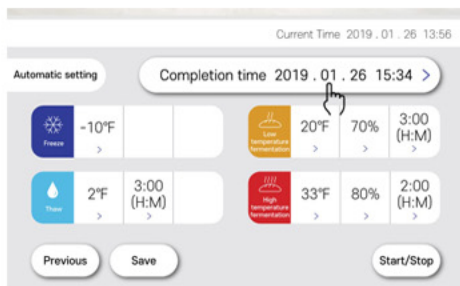 Current Time 2019 . 01 . 26 13:56
Automatic setting
Completion time 2019 . 01 . 26 15:34 >
Freeze
-10°F
>
Low
temperature
fermentation
20°F
>
70%
>
3:00
(H:M)
>
Thaw
2°F
>
3:00
(H:M)
>
High
temperature
fermentation
33°F
>
80%
>
2:00
(H:M)
>
Previous
Save
Start/Stop